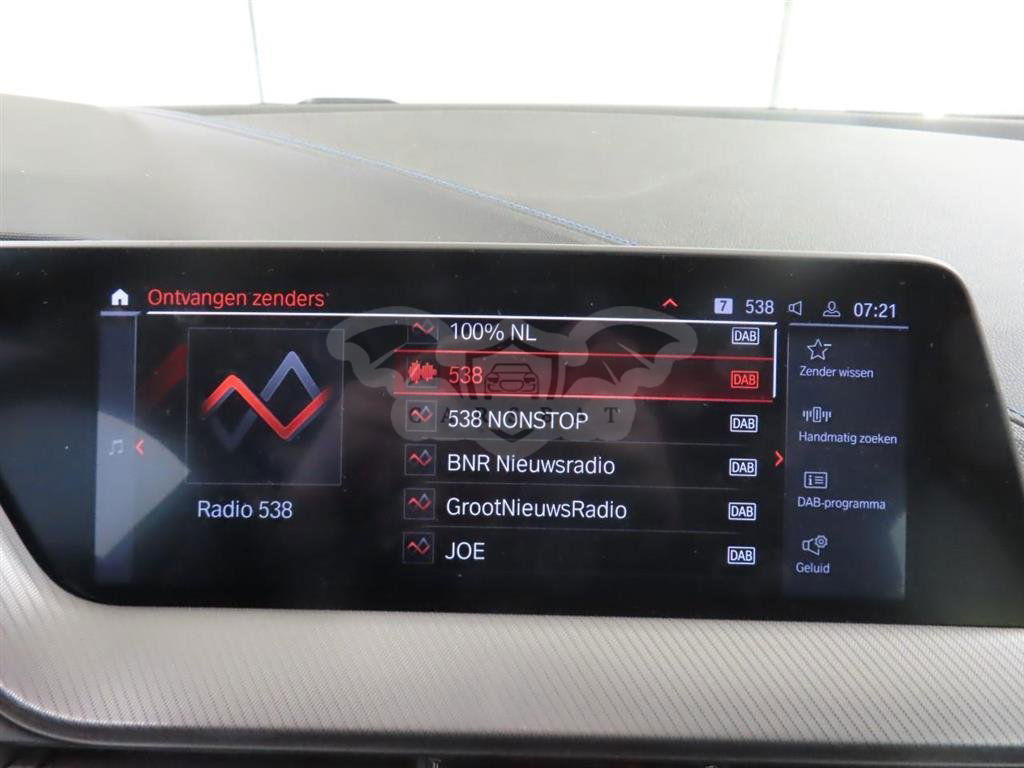 Ontvangen zenders
7 538 07:21
100% NL DAB
538 DAB
538 NONSTOP DAB
BNR Nieuwsradio DAB
GrootNieuwsRadio DAB
JOE DAB
Radio 538
Zender wissen
Handmatig zoeken
DAB-programma
Geluid